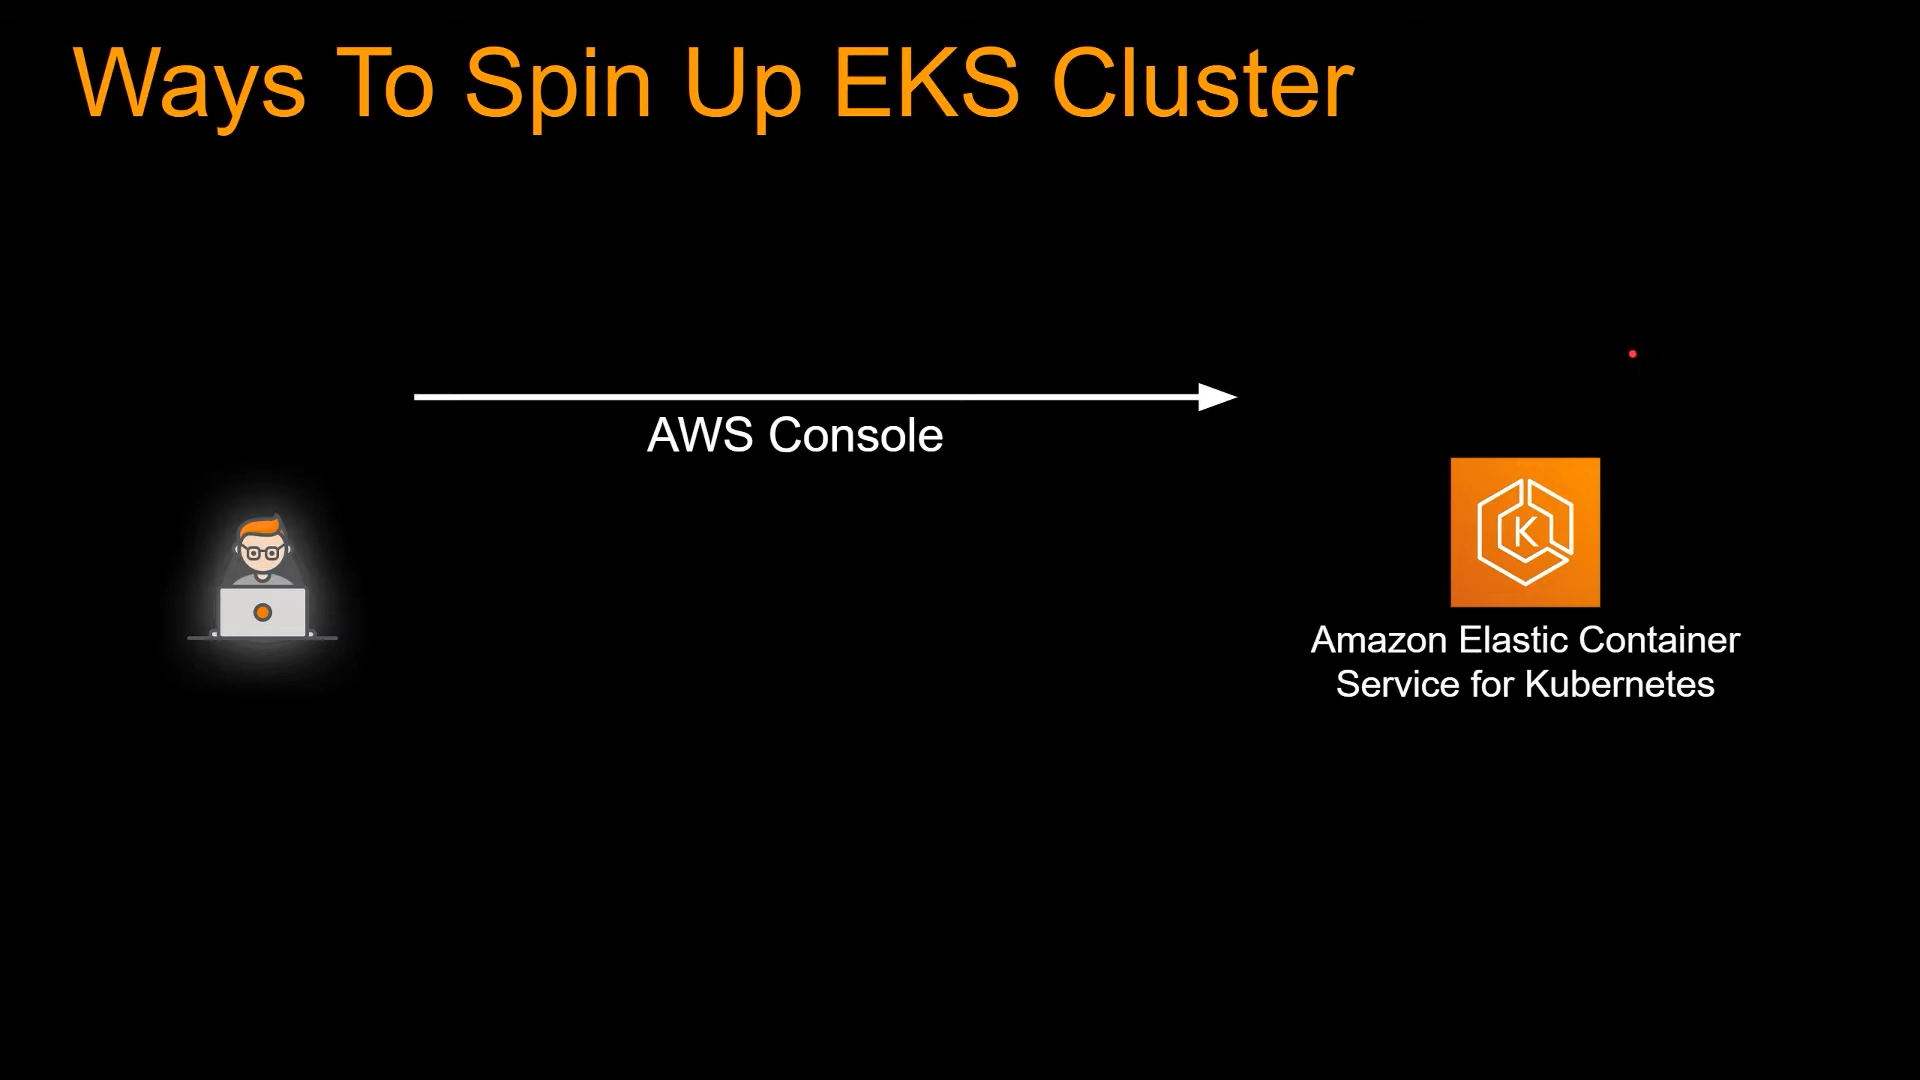 Ways To Spin Up EKS Cluster
AWS Console
K
Amazon Elastic Container
Service for Kubernetes